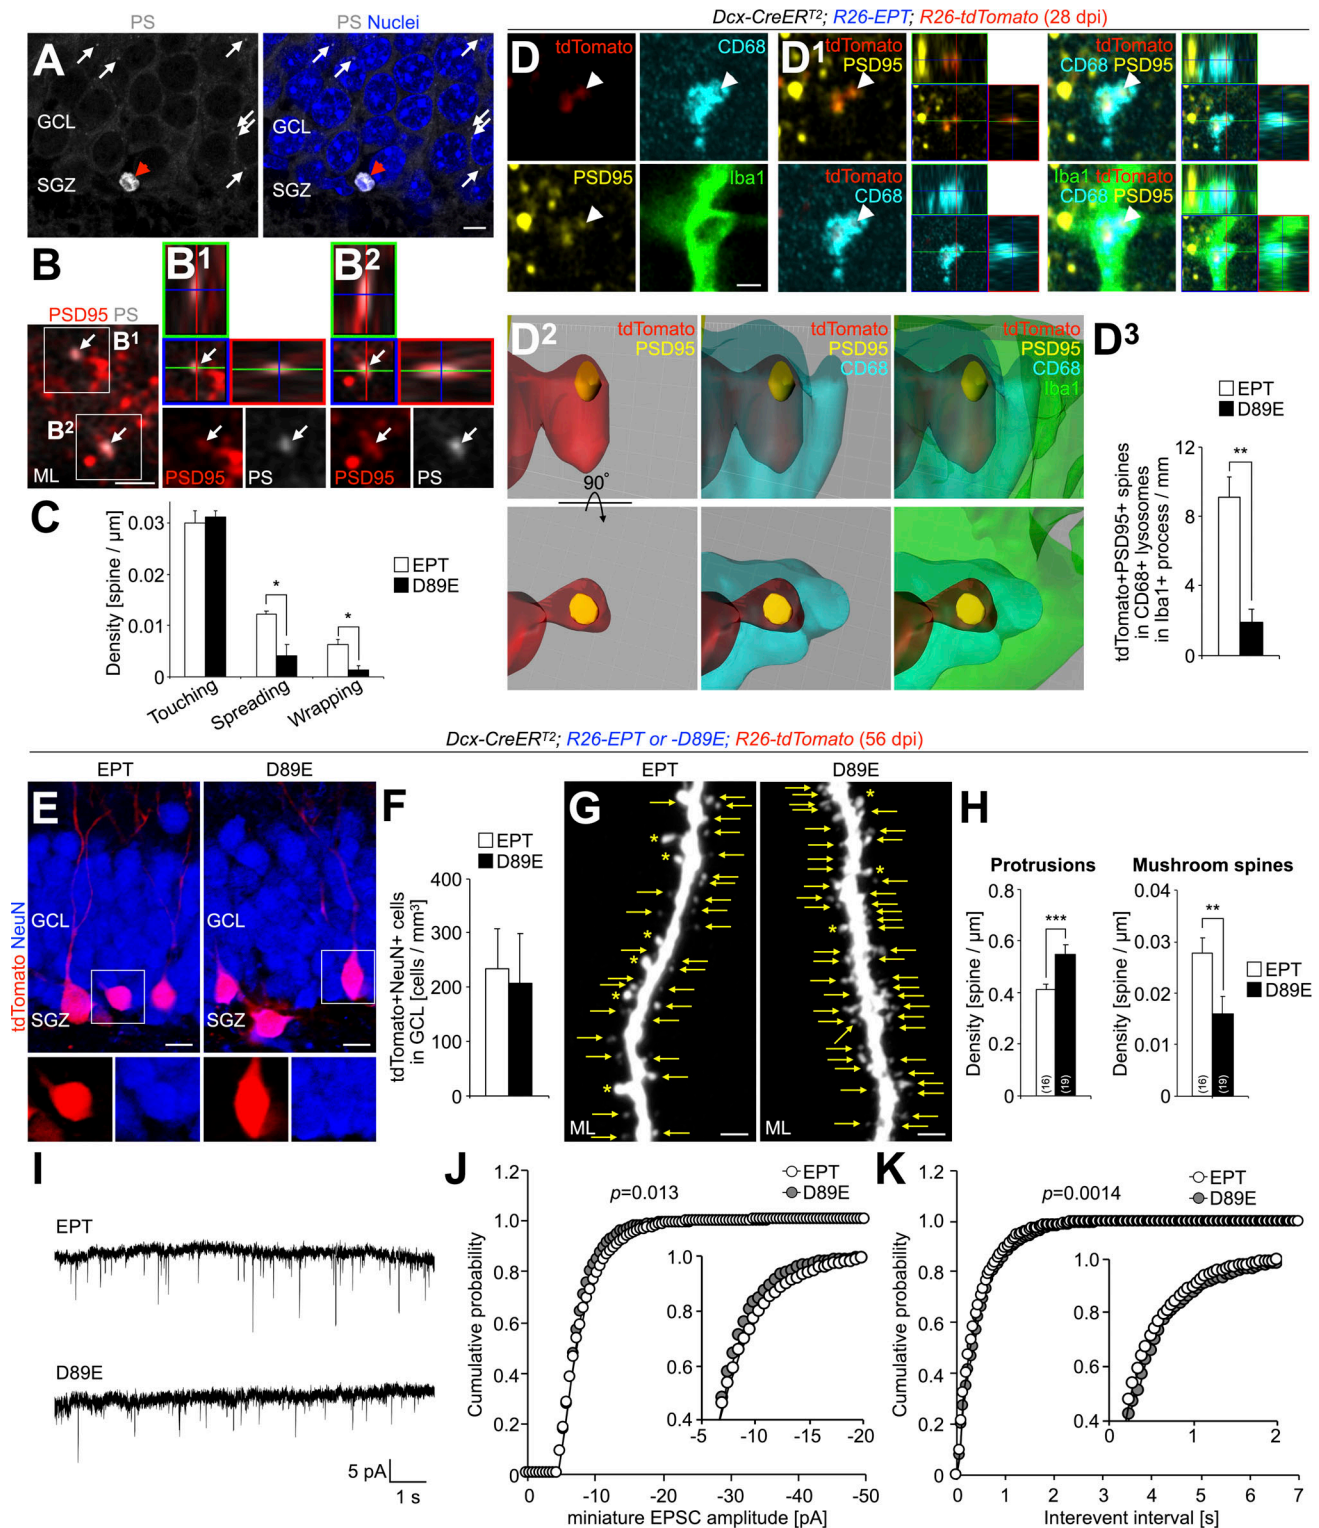 PS
PS Nuclei
A
GCL
SGZ
GCL
SGZ
B
PSD95 PS
B1
B2
ML
B1
PSD95
PS
B2
PSD95
PS
C
Density [spine / µm]
0.03
0.02
0.01
0
*
*
EPT
D89E
Touching
Spreading
Wrapping
Dcx-CreERT2; R26-EPT; R26-tdTomato (28 dpi)
D
tdTomato
CD68
PSD95
Iba1
D1
tdTomato
PSD95
tdTomato
CD68 PSD95
tdTomato
CD68
Iba1 tdTomato
CD68 PSD95
D2
tdTomato
PSD95
tdTomato
PSD95
CD68
tdTomato
PSD95
CD68
Iba1
90°
D3
EPT
D89E
tdTomato+PSD95+ spines
in CD68+ lysosomes
in Iba1+ process / mm
12
9
4
0
**
Dcx-CreERT2; R26-EPT or -D89E; R26-tdTomato (56 dpi)
EPT
D89E
E
tdTomato NeuN
GCL
SGZ
GCL
SGZ
F
EPT
D89E
tdTomato+NeuN+ cells
in GCL [cells / mm3]
400
300
200
100
0
EPT
D89E
G
*
*
*
*
*
*
ML
*
*
*
ML
H
Protrusions
Density [spine / µm]
0.8
0.6
0.4
0.2
0
***
(16)
(19)
Mushroom spines
Density [spine / µm]
0.04
0.03
0.02
0.01
0
**
(16)
(19)
EPT
D89E
I
EPT
D89E
5 pA
1 s
J
Cumulative probability
1.2
1.0
0.8
0.6
0.4
0.2
0
p=0.013
EPT
D89E
1.0
0.8
0.6
0.4
-5
-10
-15
-20
0
-10
-20
-30
-40
-50
miniature EPSC amplitude [pA]
K
Cumulative probability
1.2
1.0
0.8
0.6
0.4
0.2
0
p=0.0014
EPT
D89E
1.0
0.8
0.6
0.4
0
1
2
0
1
2
3
4
5
6
7
Interevent interval [s]